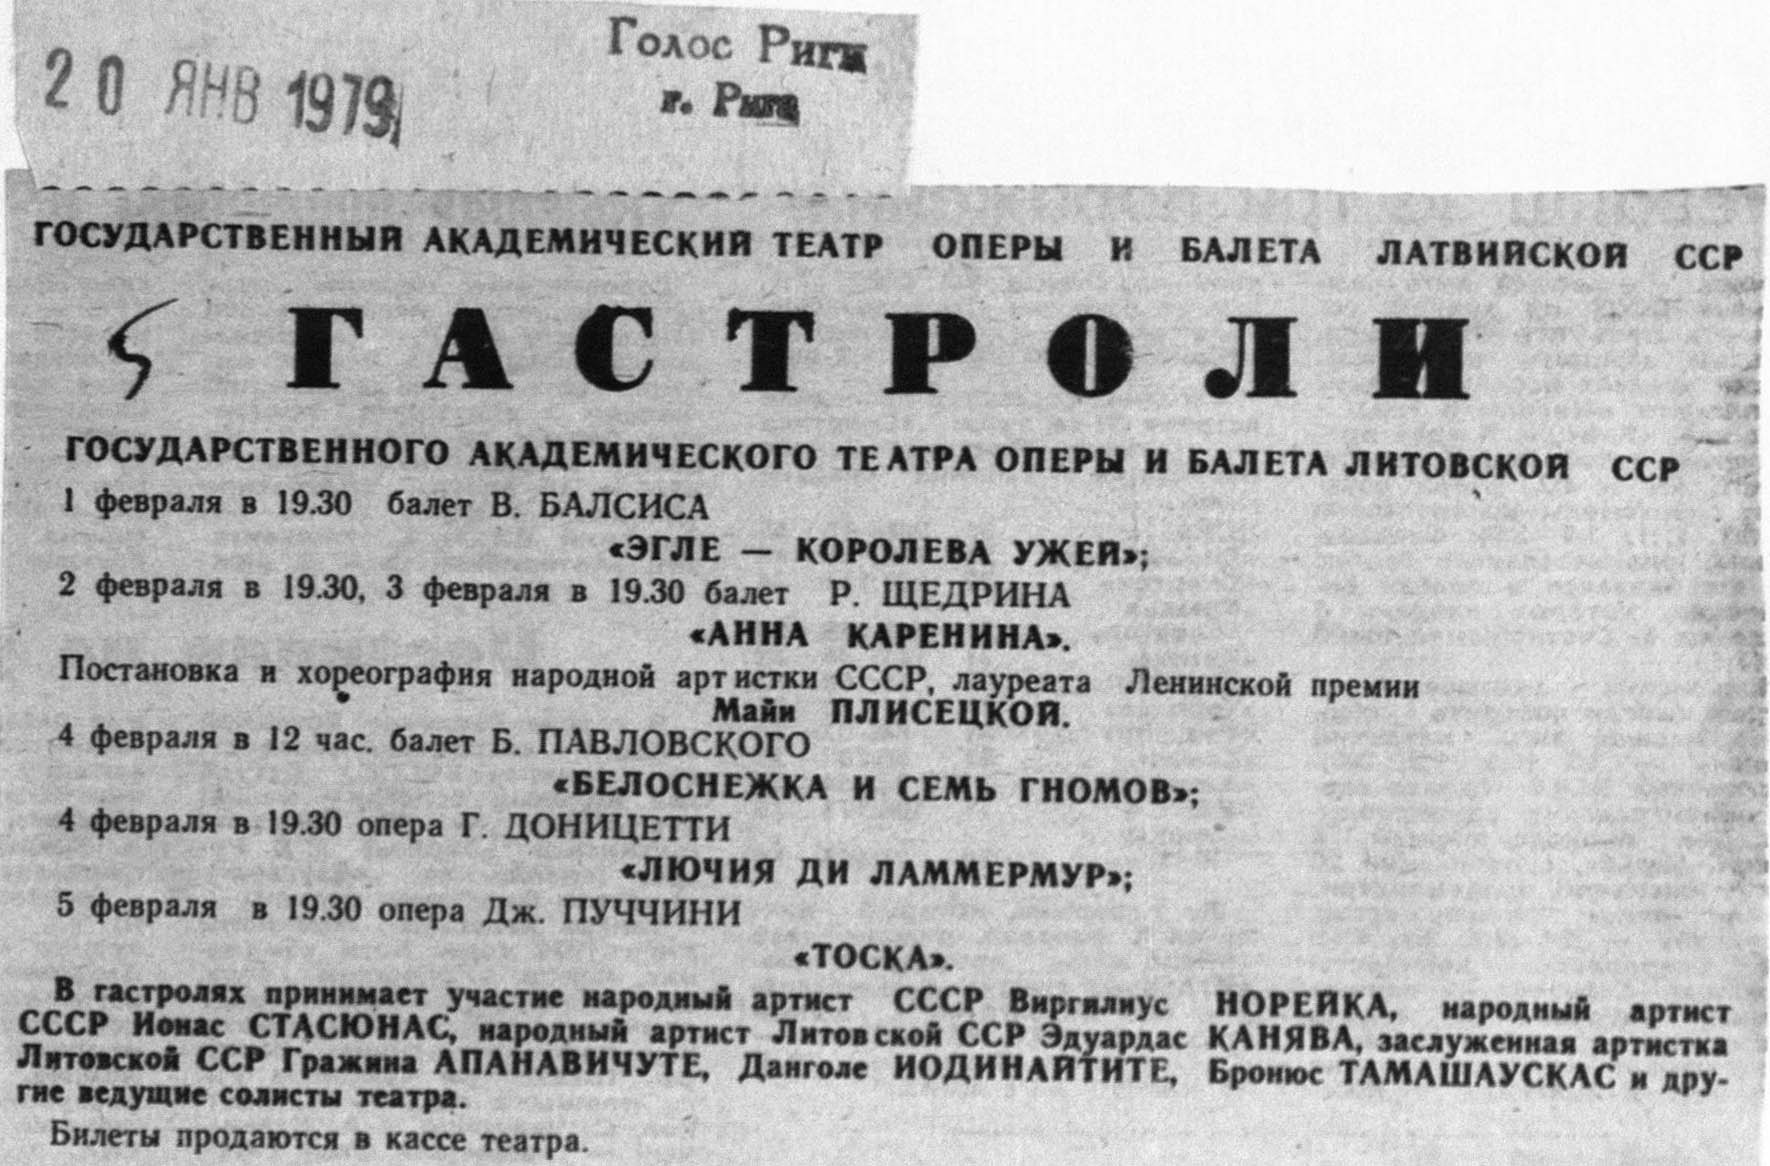 20 ЯНВ 1979
Голос Риги
г. Рига
ГОСУДАРСТВЕННЫЙ АКАДЕМИЧЕСКИЙ ТЕАТР ОПЕРЫ И БАЛЕТА ЛАТВИЙСКОЙ ССР
ГАСТРОЛИ
ГОСУДАРСТВЕННОГО АКАДЕМИЧЕСКОГО ТЕАТРА ОПЕРЫ И БАЛЕТА ЛИТОВСКОЙ ССР
1 февраля в 19.30 балет В. БАЛСИСА
«ЭГЛЕ — КОРОЛЕВА УЖЕЙ»;
2 февраля в 19.30, 3 февраля в 19.30 балет Р. ЩЕДРИНА
«АННА КАРЕНИНА».
Постановка и хореография народной артистки СССР, лауреата Ленинской премии
Майи ПЛИСЕЦКОЙ.
4 февраля в 12 час. балет Б. ПАВЛОВСКОГО
«БЕЛОСНЕЖКА И СЕМЬ ГНОМОВ»;
4 февраля в 19.30 опера Г. ДОНИЦЕТТИ
«ЛЮЧИЯ ДИ ЛАММЕРМУР»;
5 февраля в 19.30 опера Дж. ПУЧЧИНИ
«ТОСКА».
В гастролях принимает участие народный артист СССР Виргилиус НОРЕЙКА, народный артист
СССР Ионас СТАСЮНАС, народный артист Литовской ССР Эдуардас КАНЯВА, заслуженная артистка
Литовской ССР Гражина АПАНАВИЧУТЕ, Данголе ИОДИНАЙТИТЕ, Бронюс ТАМАШАУСКАС и дру-
гие ведущие солисты театра.
Билеты продаются в кассе театра.